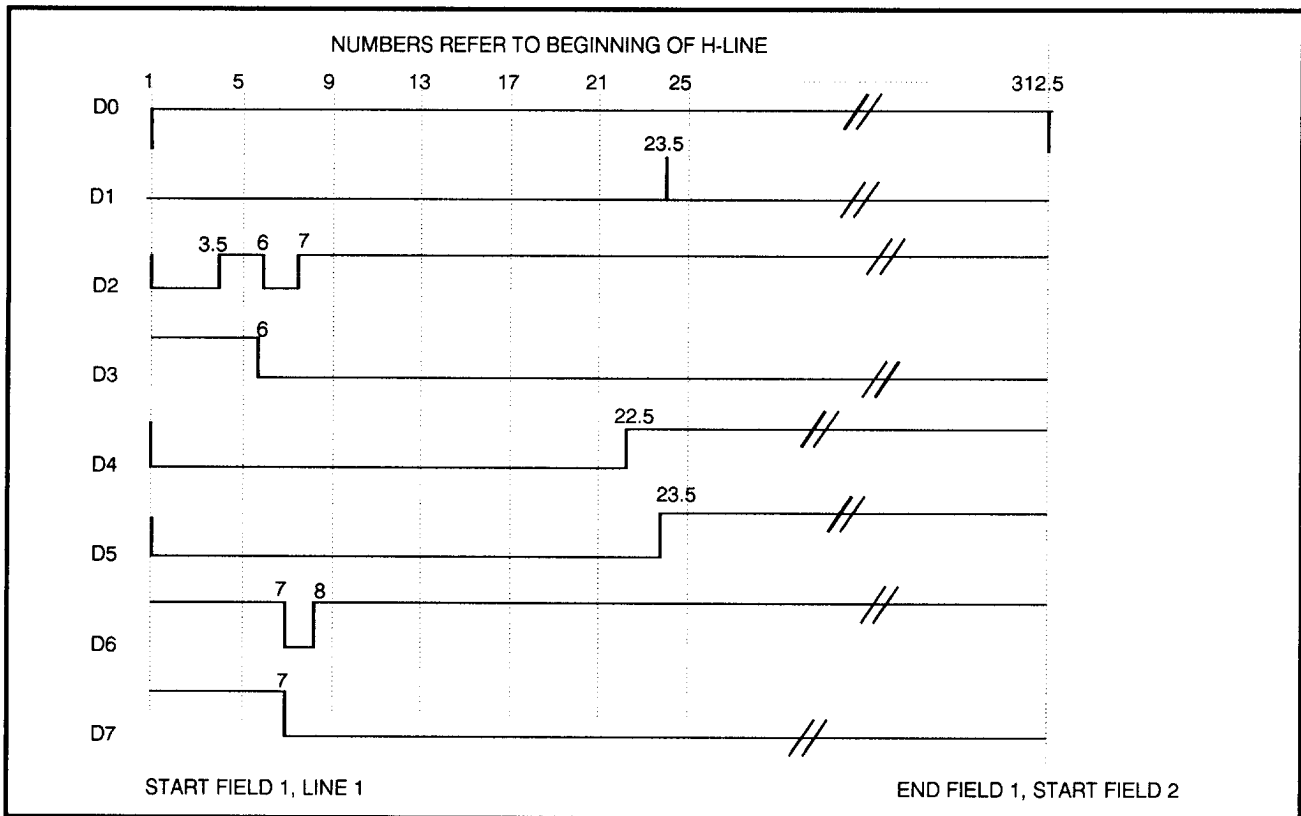 NUMBERS REFER TO BEGINNING OF H-LINE
1 5 9 13 17 21 25 312.5
D0
23.5
D1
3.5 6 7
D2
6
D3
22.5
D4
23.5
D5
7 8
D6
7
D7
START FIELD 1, LINE 1 END FIELD 1, START FIELD 2